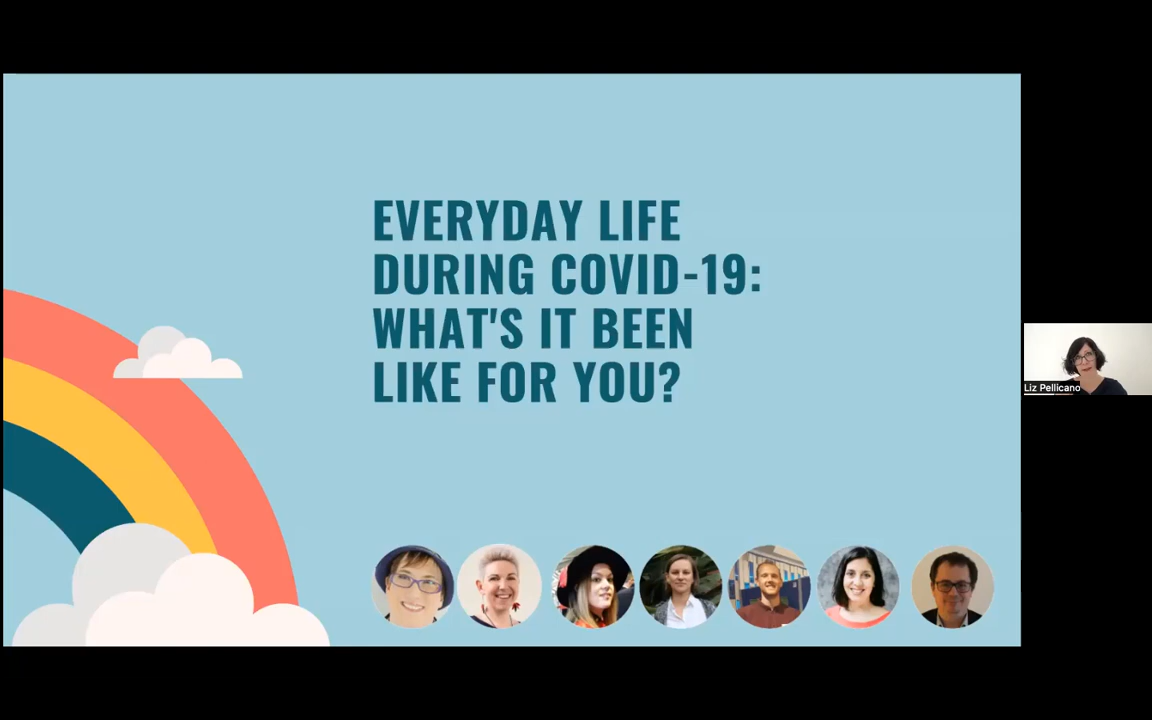 EVERYDAY LIFE
DURING COVID-19:
WHAT'S IT BEEN
LIKE FOR YOU?
Liz Pellicano